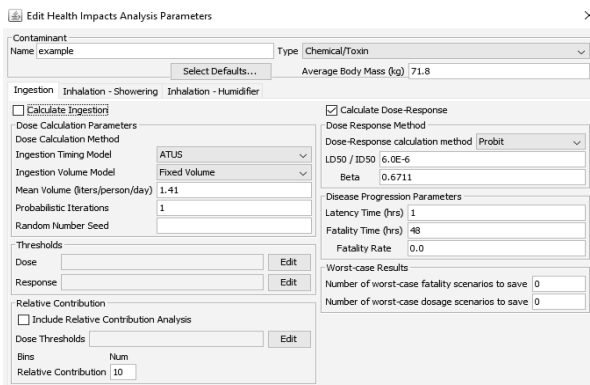 Edit Health Impacts Analysis Parameters
Contaminant
Name example Type Chemical/Toxin
Select Defaults... Average Body Mass (kg) 71.8
Ingestion Inhalation - Showering Inhalation - Humidifier
Calculate Ingestion
Dose Calculation Parameters
Dose Calculation Method
Ingestion Timing Model ATUS
Ingestion Volume Model Fixed Volume
Mean Volume (liters/person/day) 1.41
Probabilistic Iterations 1
Random Number Seed
Thresholds
Dose Edit
Response Edit
Relative Contribution
Include Relative Contribution Analysis
Dose Thresholds Edit
Bins Num
Relative Contribution 10
Calculate Dose-Response
Dose Response Method
Dose-Response calculation method Probit
LD50 / ID50 6.0E-6
Beta 0.6711
Disease Progression Parameters
Latency Time (hrs) 1
Fatality Time (hrs) 48
Fatality Rate 0.0
Worst-case Results
Number of worst-case fatality scenarios to save 0
Number of worst-case dosage scenarios to save 0